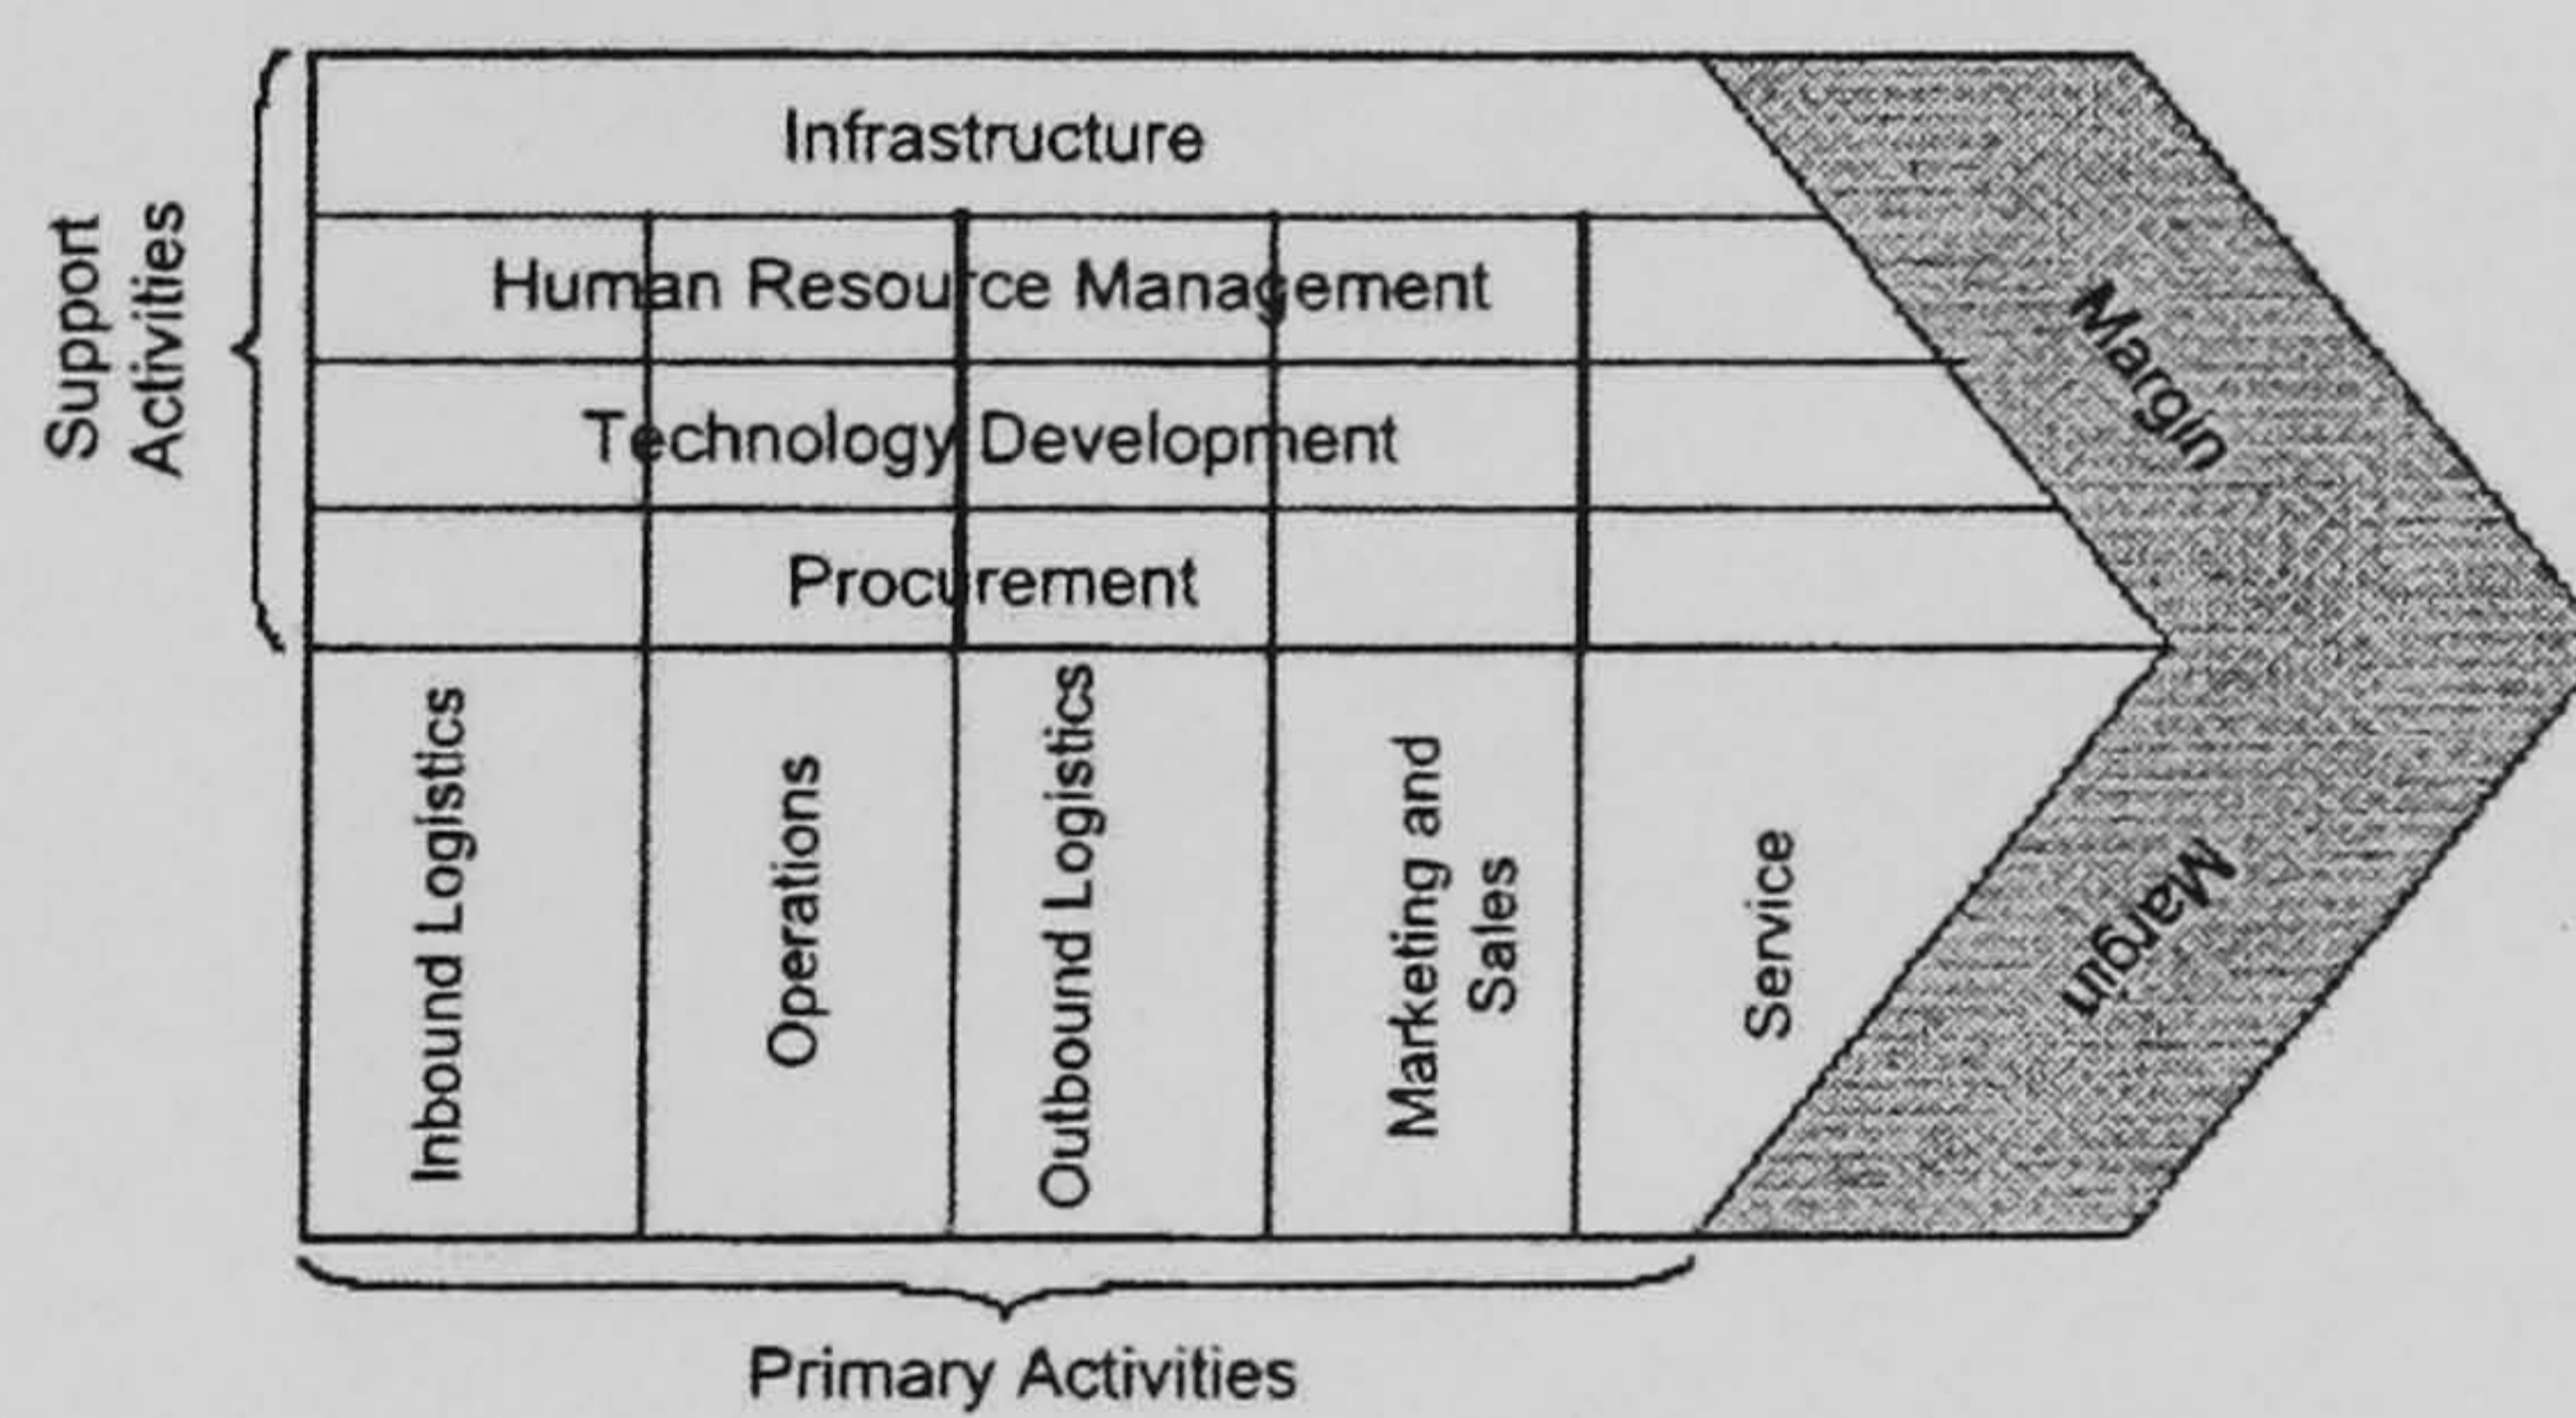 Support
Activities
Infrastructure
Human Resource Management
Technology Development
Procurement
Margin
Inbound Logistics
Operations
Outbound Logistics
Marketing and
Sales
Service
Margin
Primary Activities